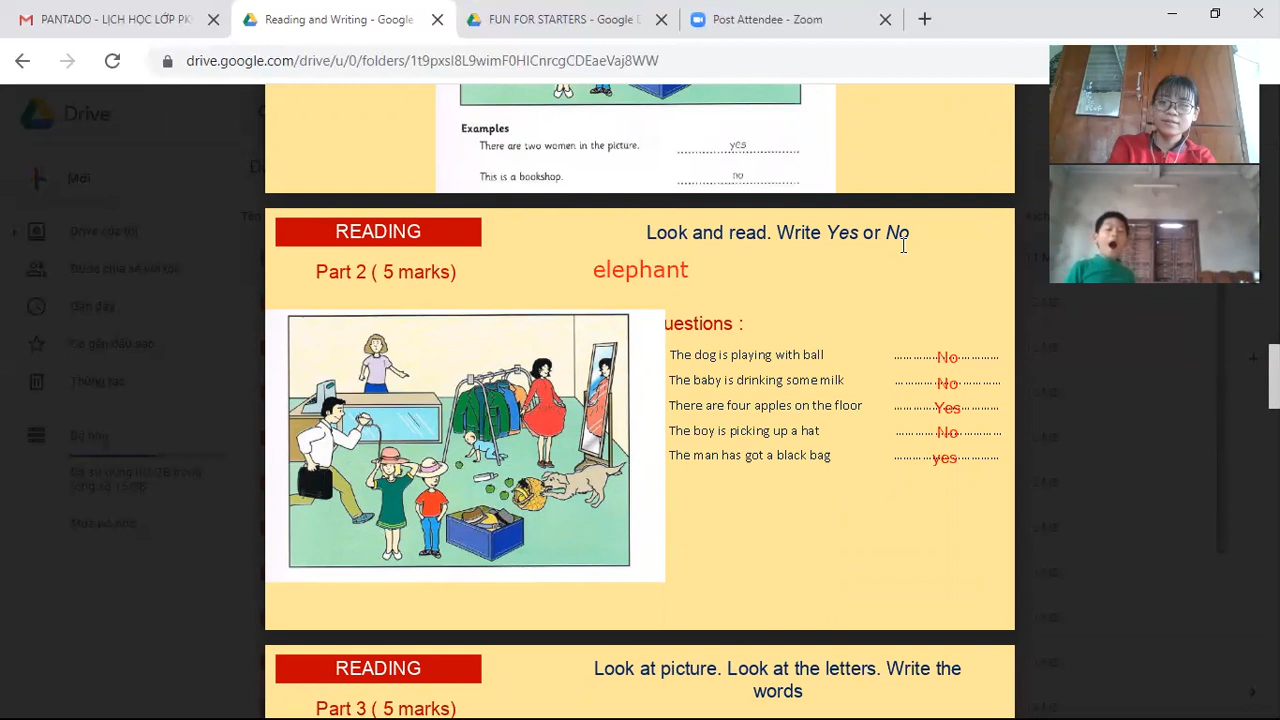 PANTADO - LỊCH HỌC LỚP PK
Reading and Writing - Google
FUN FOR STARTERS - Google
Post Attendee - Zoom
drive.google.com/drive/u/0/folders/1t9pxsI8L9wimF0HICnrcgCDEaeVaj8WW
Drive
Mới
Examples
There are two women in the picture. yes
This is a bookshop. no
READING
Look and read. Write Yes or No
Part 2 ( 5 marks)
elephant
uestions :
The dog is playing with ball No
The baby is drinking some milk No
There are four apples on the floor Yes
The boy is picking up a hat No
The man has got a black bag yes
READING
Look at picture. Look at the letters. Write the
words
Part 3 ( 5 marks)